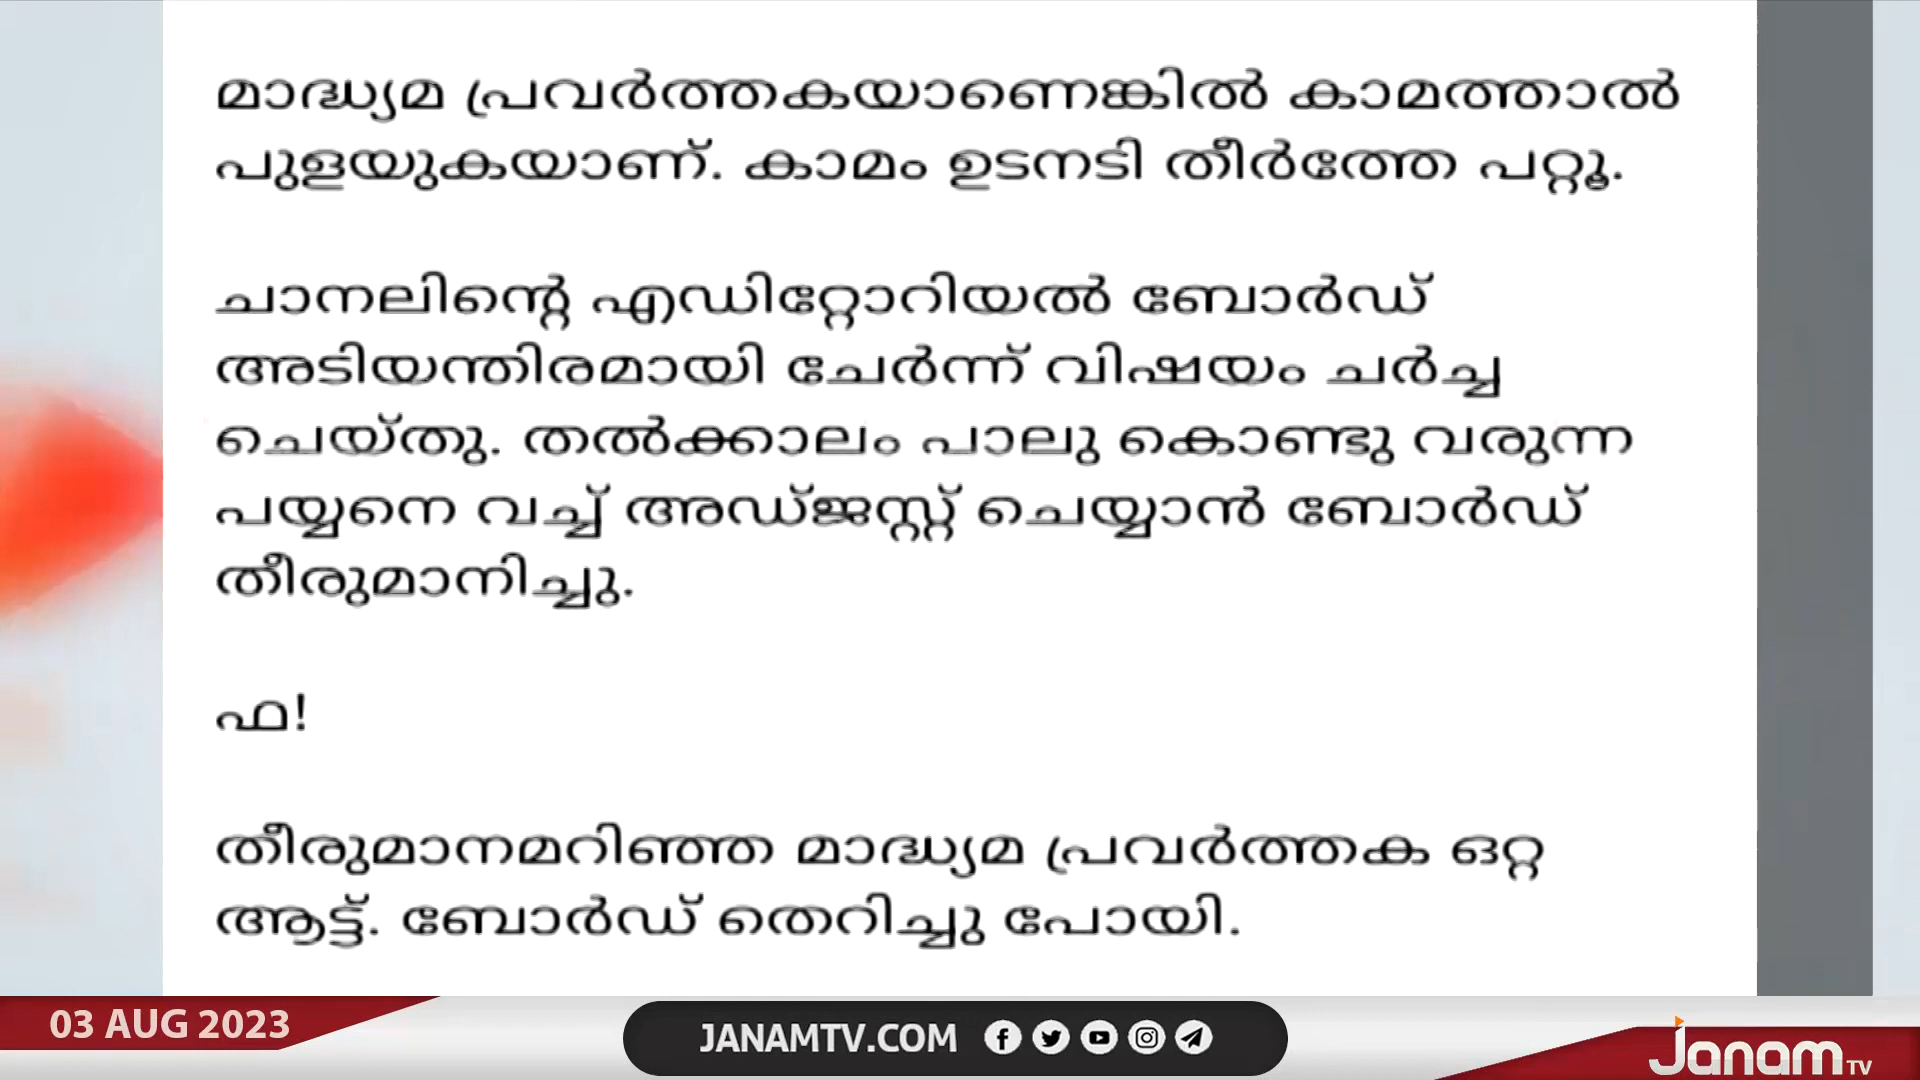 മാദ്ധ്യമ പ്രവർത്തകയാണെങ്കിൽ കാമത്താൽ
പുളയുകയാണ്. കാമം ഉടനടി തീർത്തേ പറ്റൂ.
ചാനലിന്റെ എഡിറ്റോറിയൽ ബോർഡ്
അടിയന്തിരമായി ചേർന്ന് വിഷയം ചർച്ച
ചെയ്തു. തൽക്കാലം പാലു കൊണ്ടു വരുന്ന
പയ്യനെ വച്ച് അഡ്ജസ്റ്റ് ചെയ്യാൻ ബോർഡ്
തീരുമാനിച്ചു.
ഫ!
തീരുമാനമറിഞ്ഞ മാദ്ധ്യമ പ്രവർത്തക ഒറ്റ
ആട്ട്. ബോർഡ് തെറിച്ചു പോയി.
03 AUG 2023
JANAMTV.COM
Janam TV